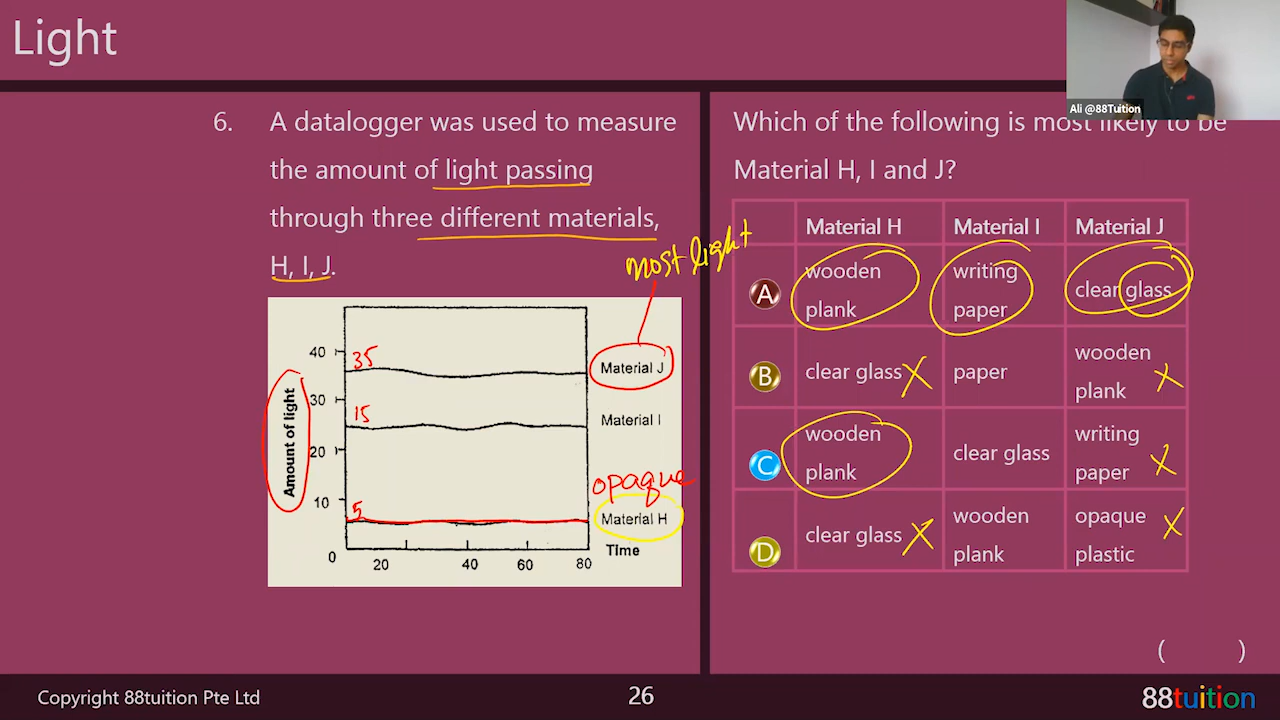 Light
Ali @88Tuition
6. A datalogger was used to measure
the amount of light passing
through three different materials,
H, I, J.
most light
40
30
20
10
0
Amount of light
35
15
5
Material J
Material I
opaque
Material H
Time
20 40 60 80
Which of the following is most likely to be
Material H, I and J?
Material H Material I Material J
A wooden plank writing paper clear glass
B clear glass paper wooden plank
C wooden plank clear glass writing paper
D clear glass wooden plank opaque plastic
( )
Copyright 88tuition Pte Ltd
26
88tuition